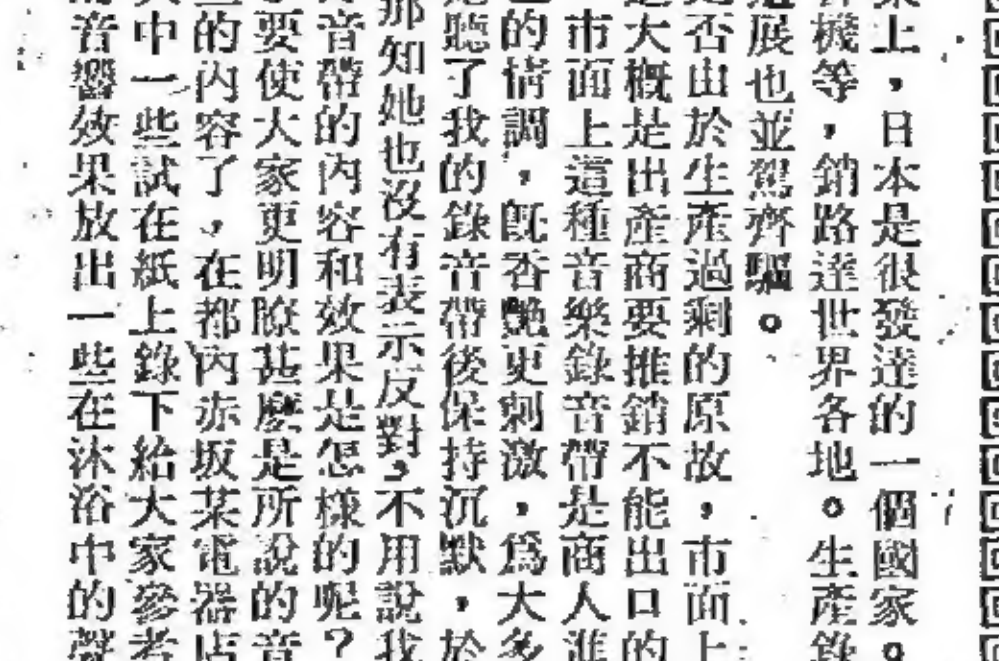 業上，日本是很發達的一個國家。
機等，銷路達世界各地。生產錄
展也並駕齊驅。
是否由於生產過剩的原故，市面上
大概是出產商要推銷不能出口的
市面上這種音樂錄音帶是商人進
的情調，既香艷更刺激，爲大多
聽了我的錄音帶後保持沉默，於
那知她也沒有表示反對，不用說我
音帶的內容和效果是怎樣的呢？
要使大家更明瞭甚麼是所說的音
的內容了，在都內赤坂某電器店
其中一些試在紙上錄下給大家參考
音響效果放出一些在沐浴中的聲